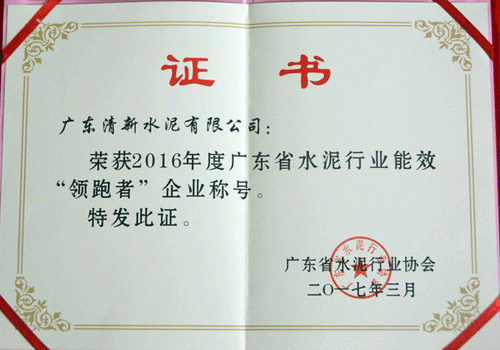 证书
广东清新水泥有限公司：
荣获2016年度广东省水泥行业能效
“领跑者”企业称号。
特发此证。
广东省水泥行业协会
二〇一七年三月